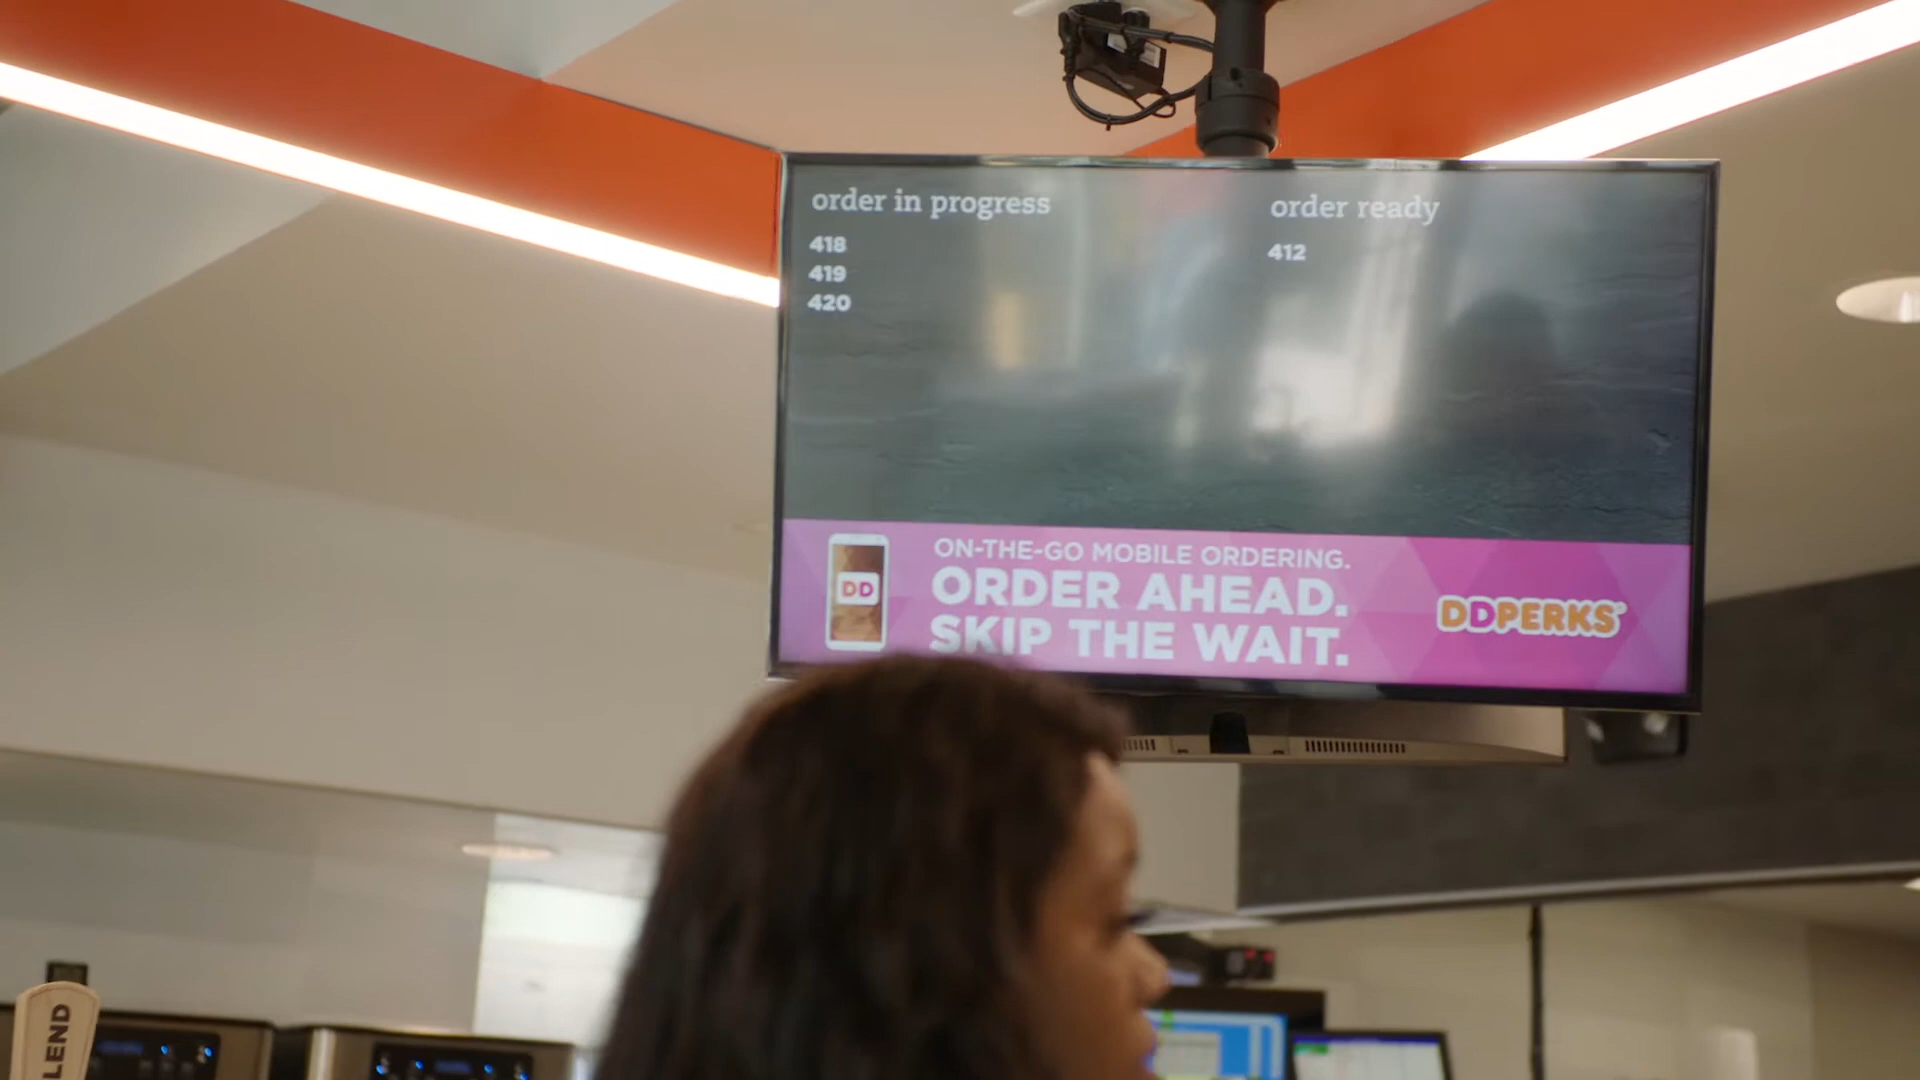 order in progress
418
419
420
order ready
412
ON-THE-GO MOBILE ORDERING.
ORDER AHEAD.
SKIP THE WAIT.
DD
DDPERKS
LEND